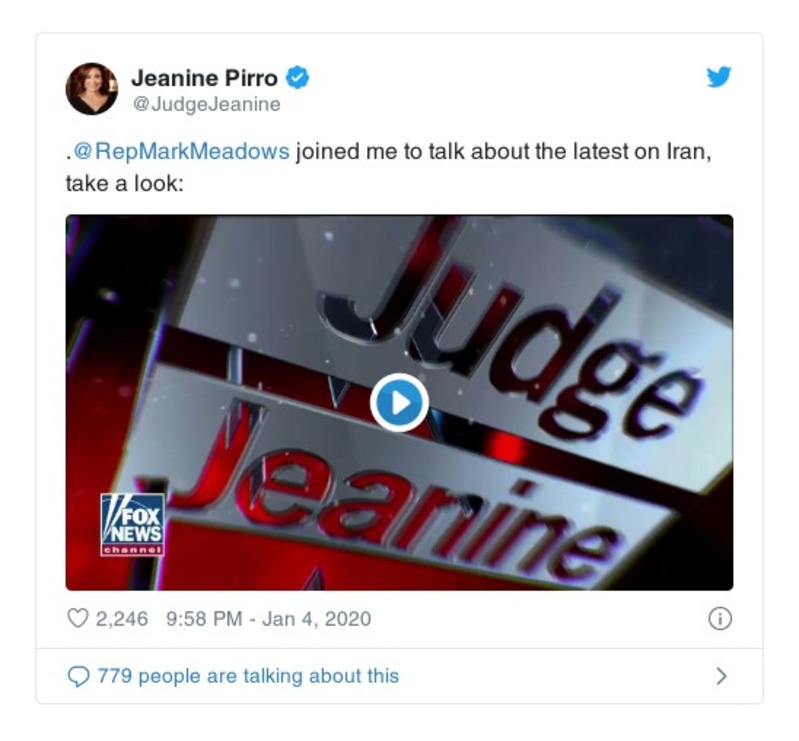 Jeanine Pirro
@JudgeJeanine
.@RepMarkMeadows joined me to talk about the latest on Iran,
take a look:
Judge
Jeanine
FOX
NEWS
channel
2,246 9:58 PM - Jan 4, 2020
779 people are talking about this